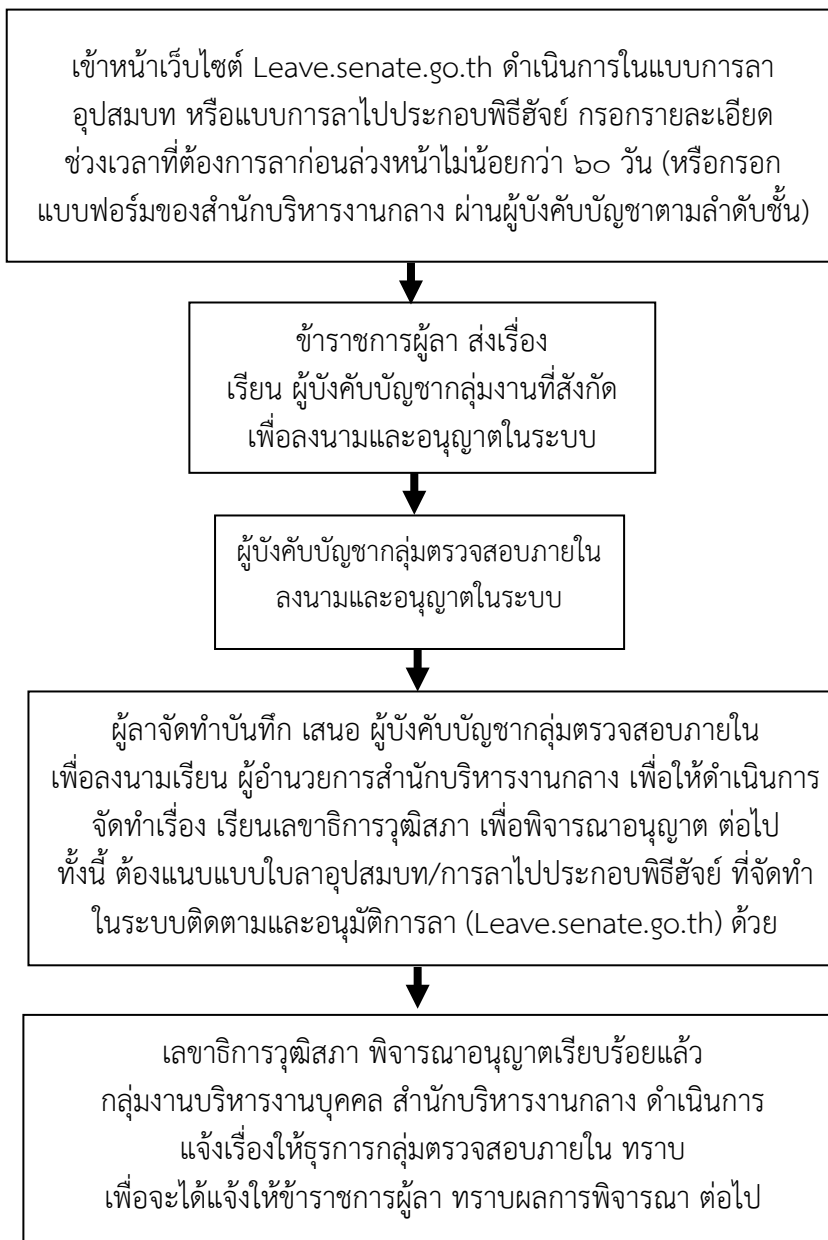 เข้าหน้าเว็บไซต์ Leave.senate.go.th ดำเนินการในแบบการลา
อุปสมบท หรือแบบการลาไปประกอบพิธีฮัจย์ กรอกรายละเอียด
ช่วงเวลาที่ต้องการลาก่อนล่วงหน้าไม่น้อยกว่า ๖๐ วัน (หรือกรอก
แบบฟอร์มของสำนักบริหารงานกลาง ผ่านผู้บังคับบัญชาตามลำดับชั้น)
ข้าราชการผู้ลา ส่งเรื่อง
เรียน ผู้บังคับบัญชากลุ่มงานที่สังกัด
เพื่อลงนามและอนุญาตในระบบ
ผู้บังคับบัญชากลุ่มตรวจสอบภายใน
ลงนามและอนุญาตในระบบ
ผู้ลาจัดทำบันทึก เสนอ ผู้บังคับบัญชากลุ่มตรวจสอบภายใน
เพื่อลงนามเรียน ผู้อำนวยการสำนักบริหารงานกลาง เพื่อให้ดำเนินการ
จัดทำเรื่อง เรียนเลขาธิการวุฒิสภา เพื่อพิจารณาอนุญาต ต่อไป
ทั้งนี้ ต้องแนบแบบใบลาอุปสมบท/การลาไปประกอบพิธีฮัจย์ ที่จัดทำ
ในระบบติดตามและอนุมัติการลา (Leave.senate.go.th) ด้วย
เลขาธิการวุฒิสภา พิจารณาอนุญาตเรียบร้อยแล้ว
กลุ่มงานบริหารงานบุคคล สำนักบริหารงานกลาง ดำเนินการ
แจ้งเรื่องให้ธุรการกลุ่มตรวจสอบภายใน ทราบ
เพื่อจะได้แจ้งให้ข้าราชการผู้ลา ทราบผลการพิจารณา ต่อไป